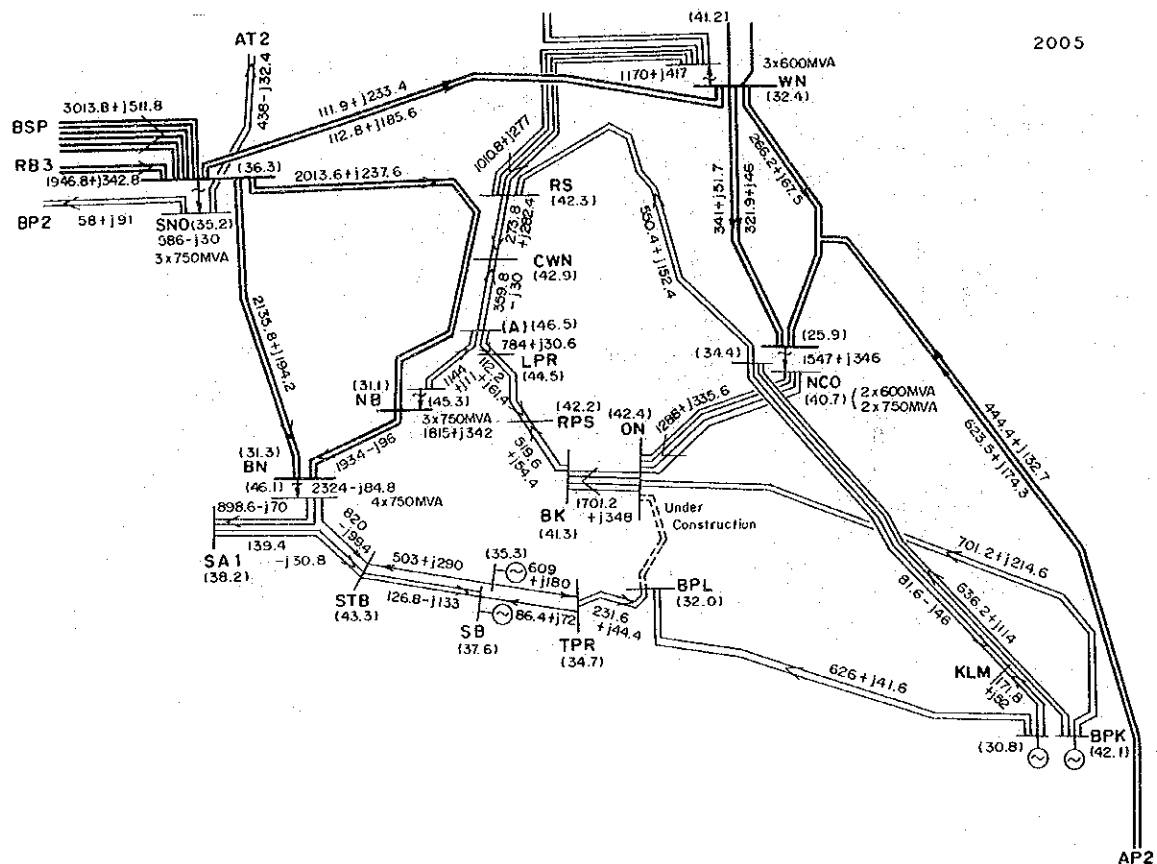 2005
(41.2)
AT2
438-j32.4
1170+j417
3x600MVA
WN
(32.4)
3013.8+j511.8
BSP
RB3
1946.8+j342.8
(36.3)
111.9+j233.4
112.8+j185.6
1010.8+j277
2013.6+j237.6
BP2
58+j91
SNO(35.2)
586-j30
3x750MVA
RS
(42.3)
273.8
+j282.4
550.4+j152.4
341+j51.7
321.9+j46
266.2+j67.5
CWN
(42.9)
359.8
-j30
(A)(46.5)
784+j30.6
LPR
(44.5)
2135.8+j194.2
1144
+j11
112.2
+j61.4
(31.1)
NB
(45.3)
3x750MVA
1815+j342
(25.9)
1547+j346
(34.4)
NCO
(40.7)
2x600MVA
2x750MVA
(42.2)
RPS
(42.4)
ON
1288+j335.6
519.6
+j54.4
444.4+j132.7
623.5+j174.3
1934-j96
(31.3)
BN
(46.1)
2324-j84.8
4x750MVA
898.6-j70
139.4
-j30.8
SA1
(38.2)
820
-j99.4
BK
(41.3)
1701.2
+j348
Under
Construction
701.2+j214.6
503+j290
(35.3)
609
+j180
STB
(43.3)
126.8-j133
SB
(37.6)
86.4+j72
TPR
(34.7)
231.6
+j44.4
BPL
(32.0)
81.6-j46
636.2+j114
626+j41.6
KLM
171.8
+j52
(30.8)
BPK
(42.1)
AP2